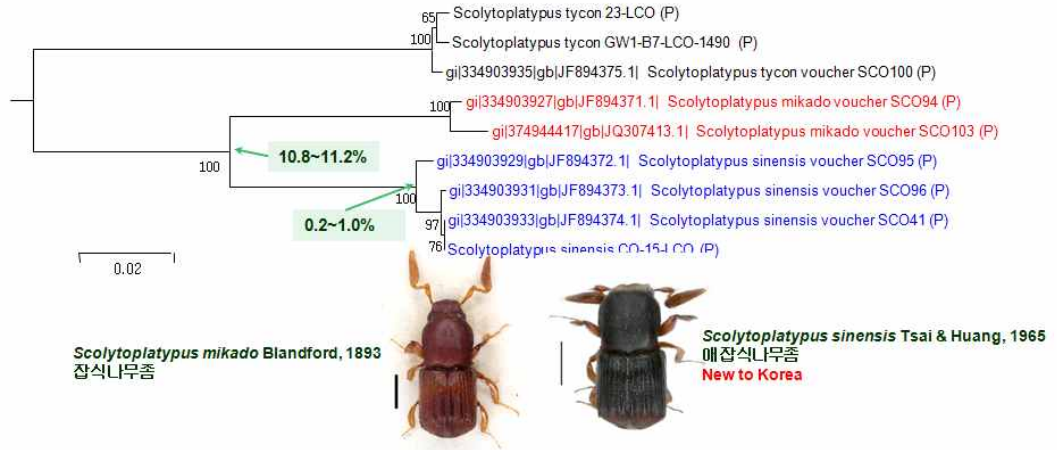 65
Scolytoplatypus tycon 23-LCO (P)
100
Scolytoplatypus tycon GW1-B7-LCO-1490 (P)
gi|334903935|gb|JF894375.1| Scolytoplatypus tycon voucher SCO100 (P)
100
gi|334903927|gb|JF894371.1| Scolytoplatypus mikado voucher SCO94 (P)
gi|374944417|gb|JQ307413.1| Scolytoplatypus mikado voucher SCO103 (P)
100
10.8~11.2%
gi|334903929|gb|JF894372.1| Scolytoplatypus sinensis voucher SCO95 (P)
100
gi|334903931|gb|JF894373.1| Scolytoplatypus sinensis voucher SCO96 (P)
0.2~1.0%
97
gi|334903933|gb|JF894374.1| Scolytoplatypus sinensis voucher SCO41 (P)
76
Scolytoplatypus sinensis CO-15-LCO (P)
0.02
Scolytoplatypus mikado Blandford, 1893
잡식나무좀
Scolytoplatypus sinensis Tsai & Huang, 1965
애잡식나무좀
New to Korea